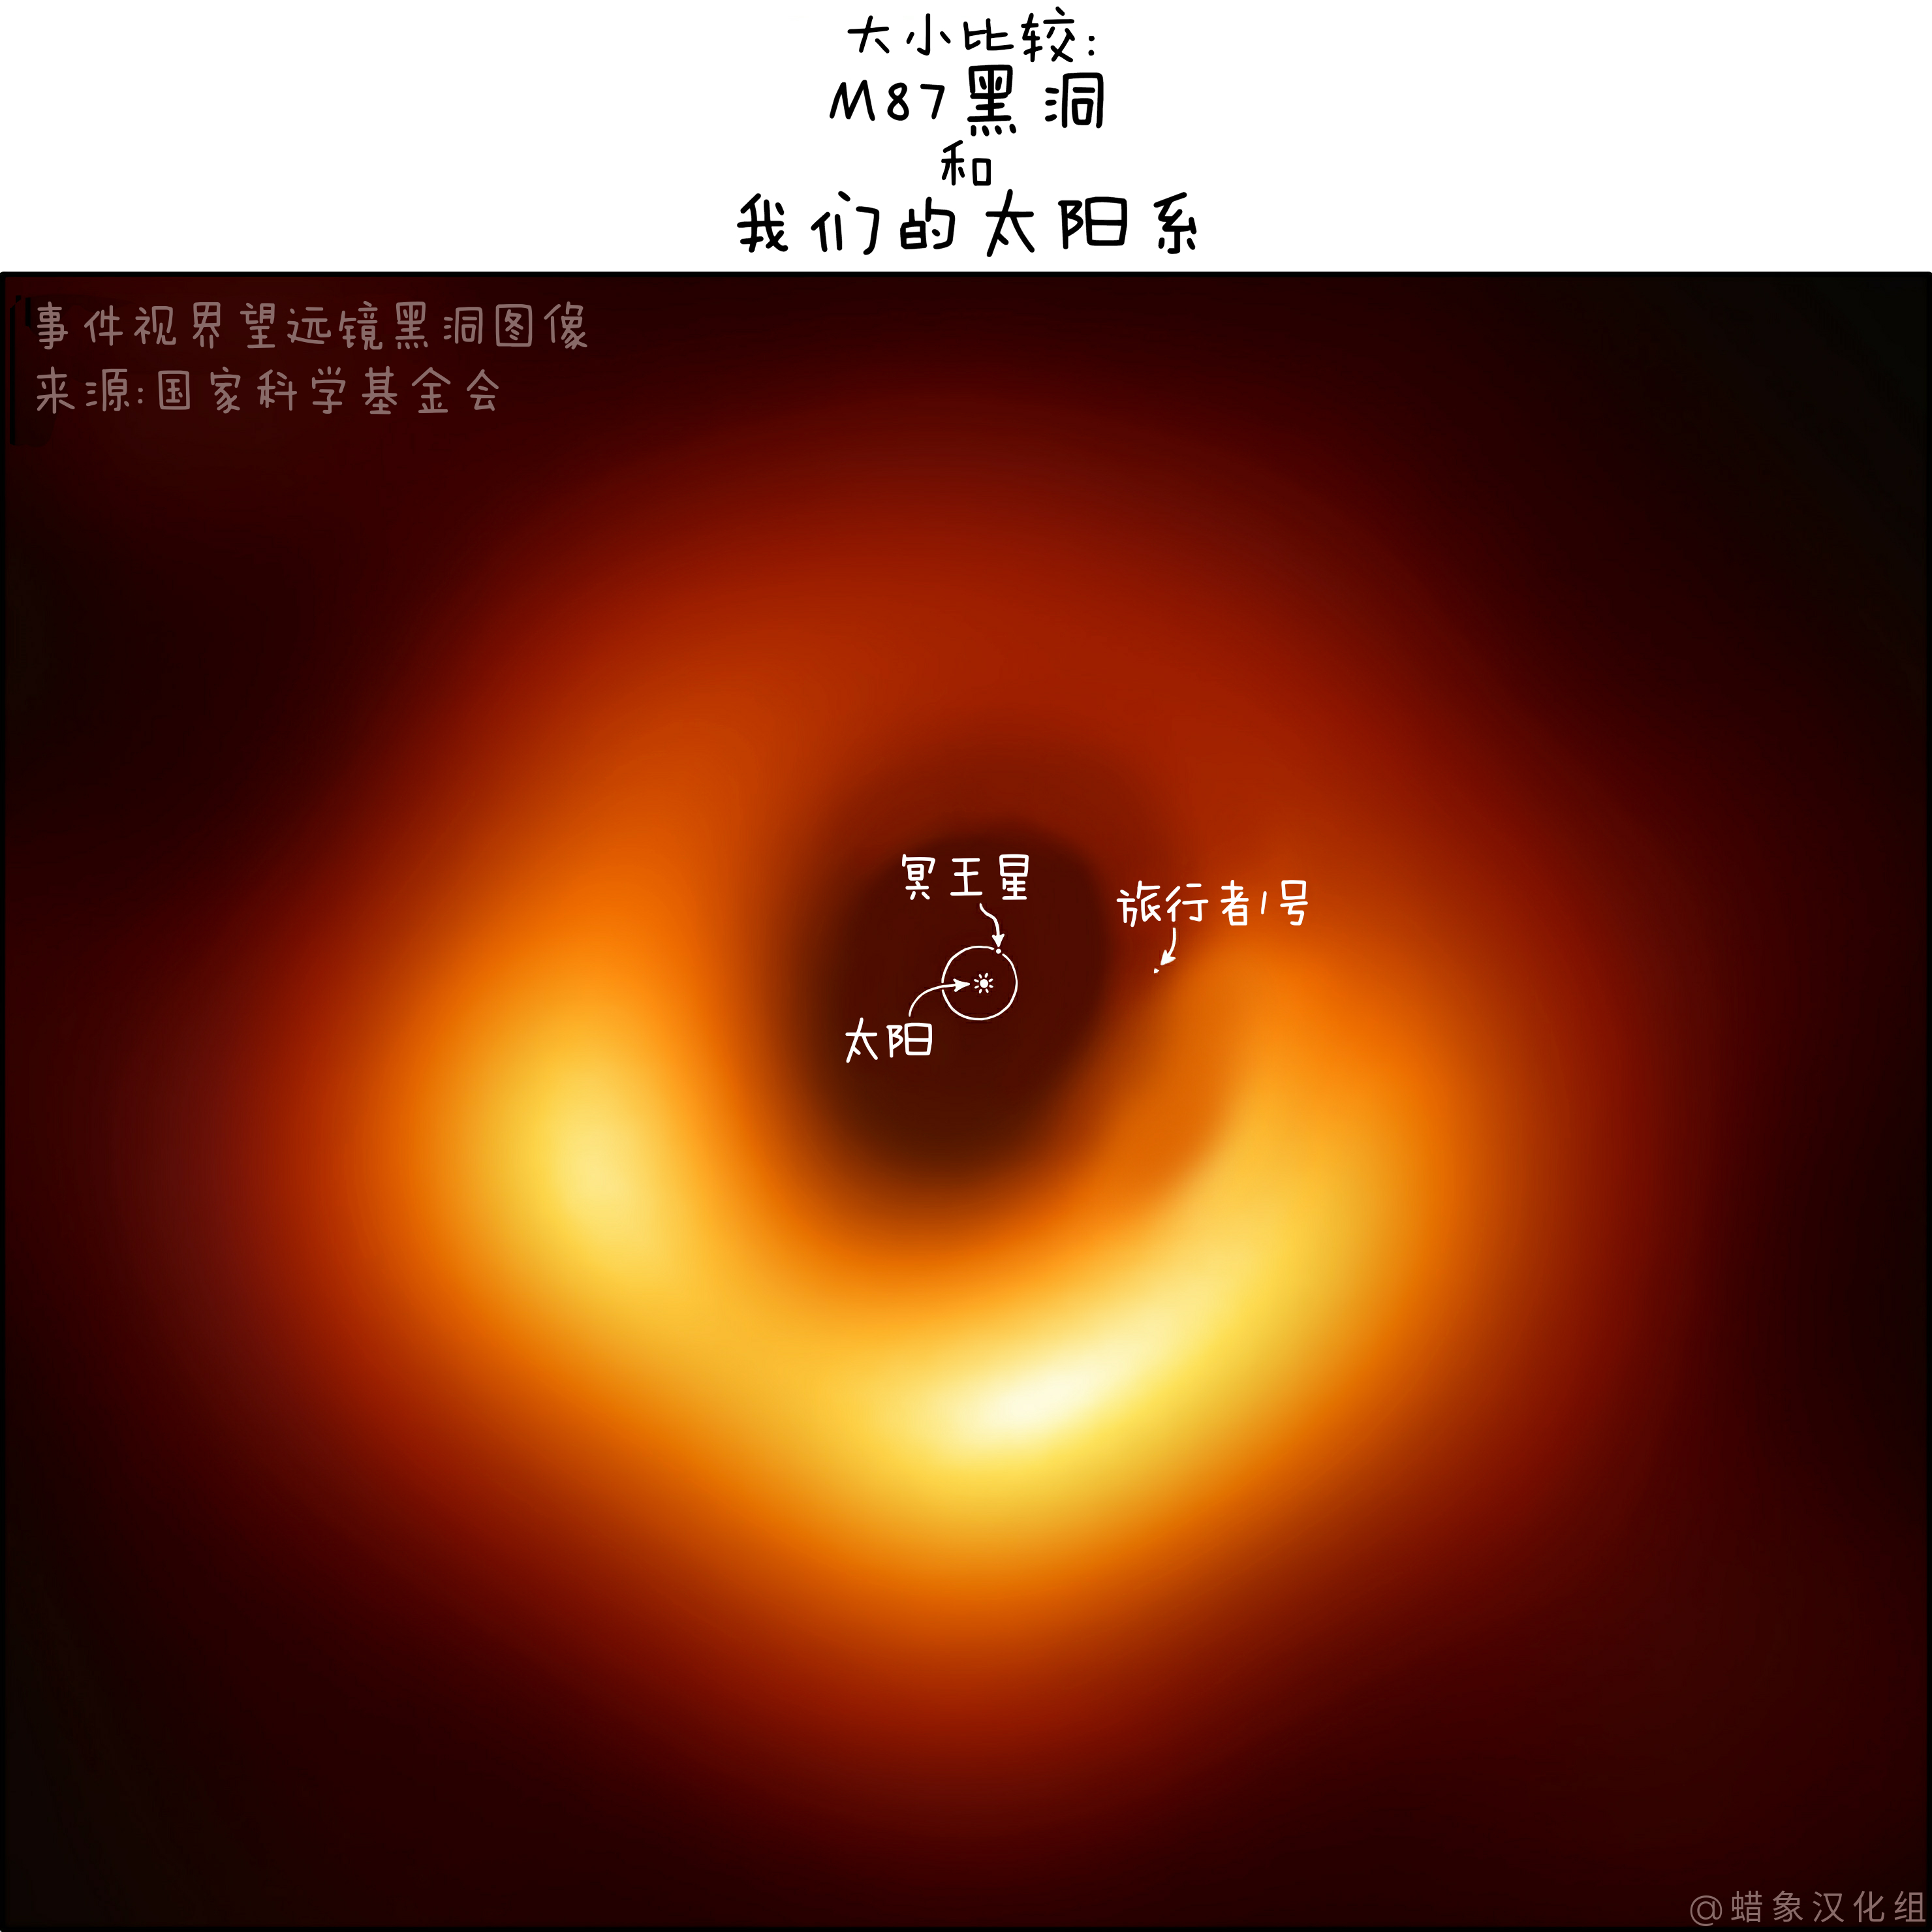 大小比较:
M87黑洞
和
我们的太阳系
事件视界望远镜黑洞图像
来源:国家科学基金会
冥王星
旅行者1号
太阳
@蜡象汉化组